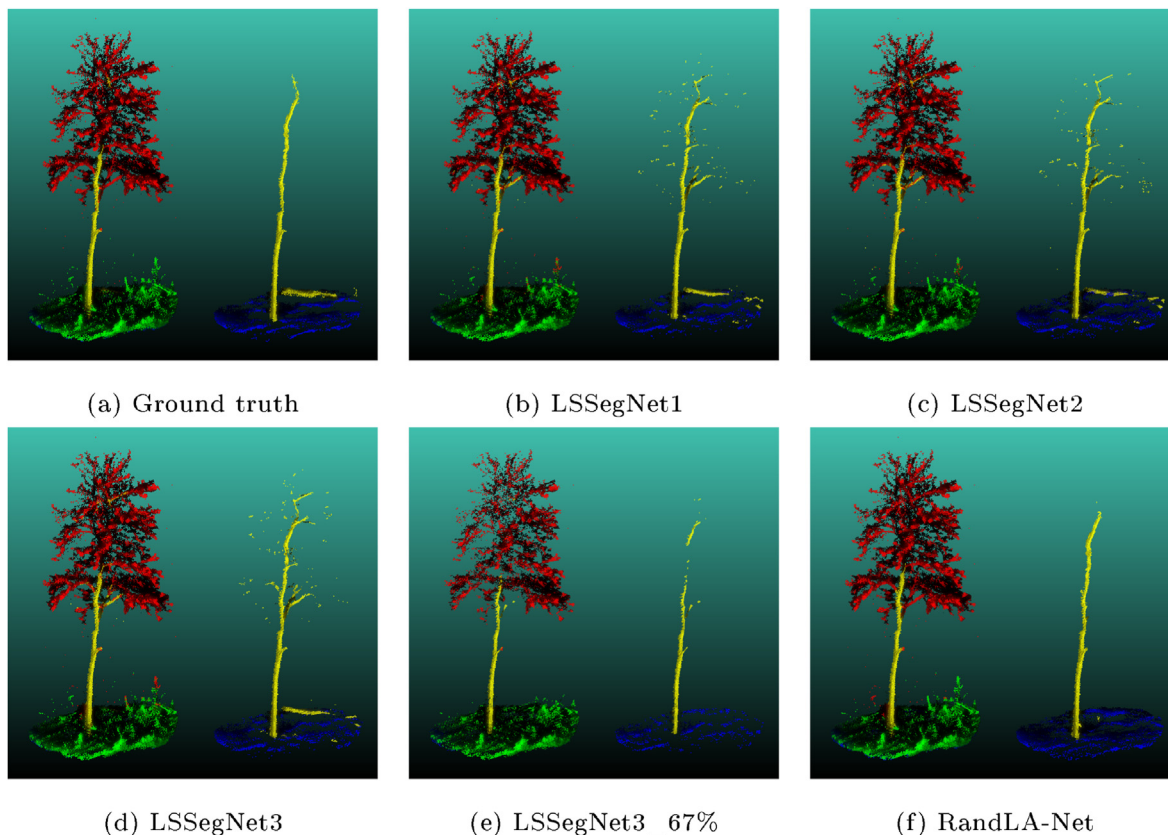 (a) Ground truth
(b) LSSegNet1
(c) LSSegNet2
(d) LSSegNet3
(e) LSSegNet3 67%
(f) RandLA-Net